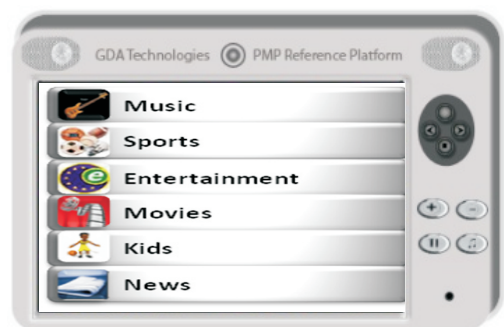 GDA Technologies PMP Reference Platform
Music
Sports
Entertainment
Movies
Kids
News